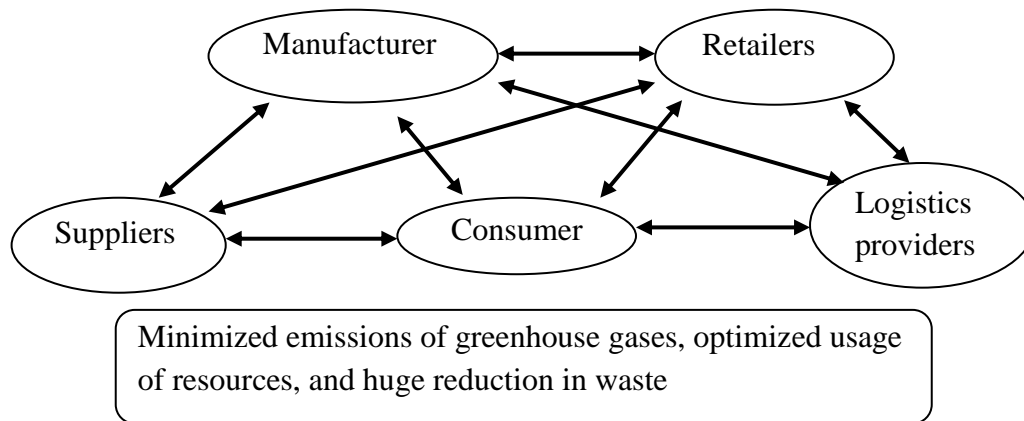 Manufacturer
Retailers
Suppliers
Consumer
Logistics
providers
Minimized emissions of greenhouse gases, optimized usage
of resources, and huge reduction in waste